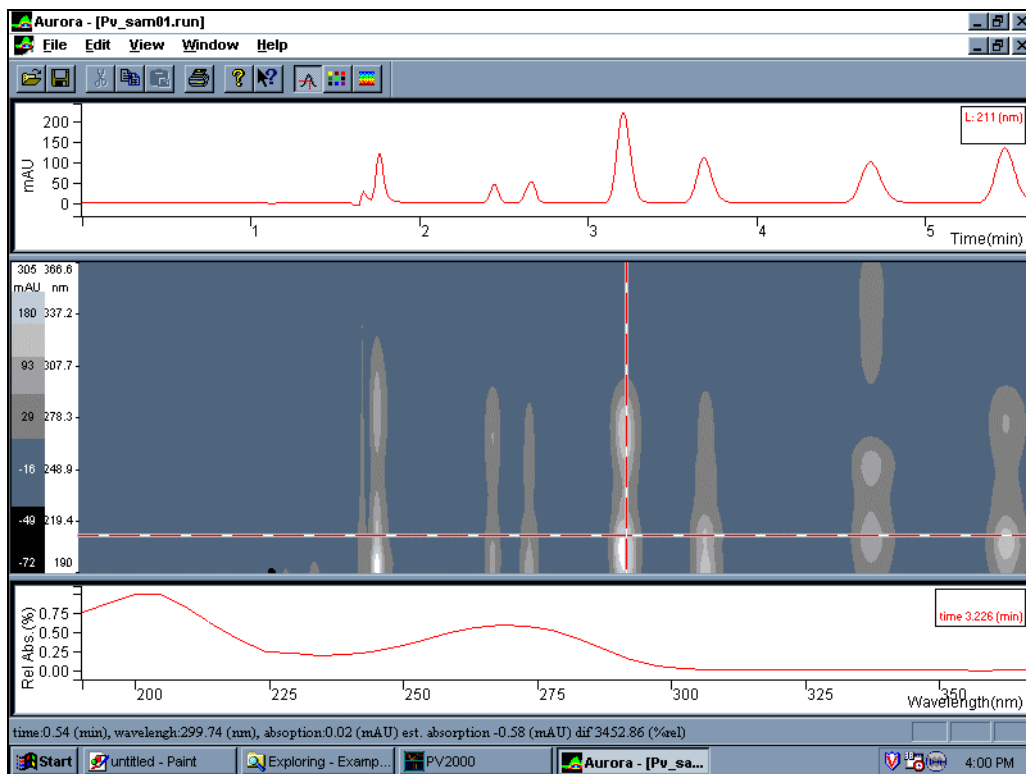 Aurora - [Pv_sam01.run]
File Edit View Window Help
L: 211 (nm)
200
150
100
50
0
mAU
1 2 3 4 5
Time(min)
305 366.6
mAU nm
180 337.2
93 307.7
29 278.3
-16 248.9
-49 219.4
-72 190
time 3.226 (min)
0.75
0.50
0.25
0.00
Rel Abs.(%)
200 225 250 275 300 325 350
Wavelength(nm)
time:0.54 (min), wavelengh:299.74 (nm), absoption:0.02 (mAU) est. absorption -0.58 (mAU) dif 3452.86 (%rel)
Start untitled - Paint Exploring - Examp... PV2000 Aurora - [Pv_sa... 4:00 PM